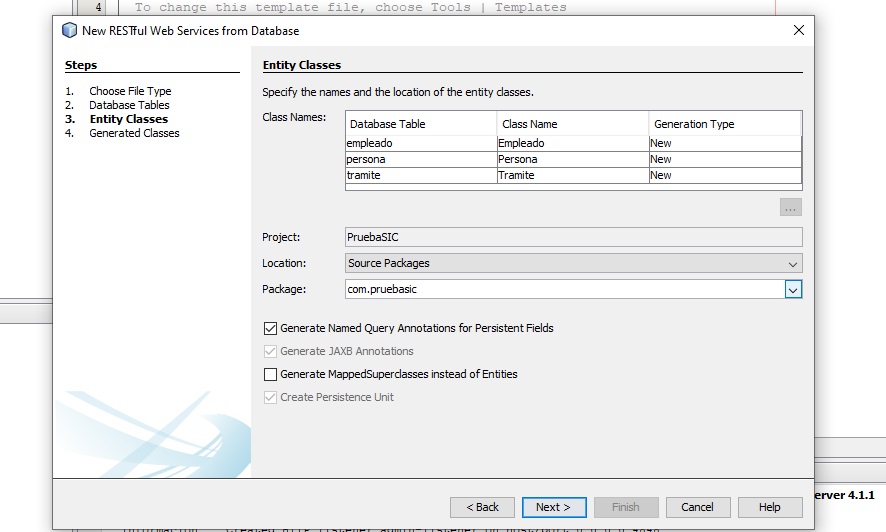 4 To change this template file, choose Tools | Templates
New RESTful Web Services from Database
Steps
1. Choose File Type
2. Database Tables
3. Entity Classes
4. Generated Classes
Entity Classes
Specify the names and the location of the entity classes.
Class Names:
Database Table Class Name Generation Type
empleado Empleado New
persona Persona New
tramite Tramite New
...
Project: PruebaSIC
Location: Source Packages
Package: com.pruebasic
Generate Named Query Annotations for Persistent Fields
Generate JAXB Annotations
Generate MappedSuperclasses instead of Entities
Create Persistence Unit
< Back Next > Finish Cancel Help
erver 4.1.1